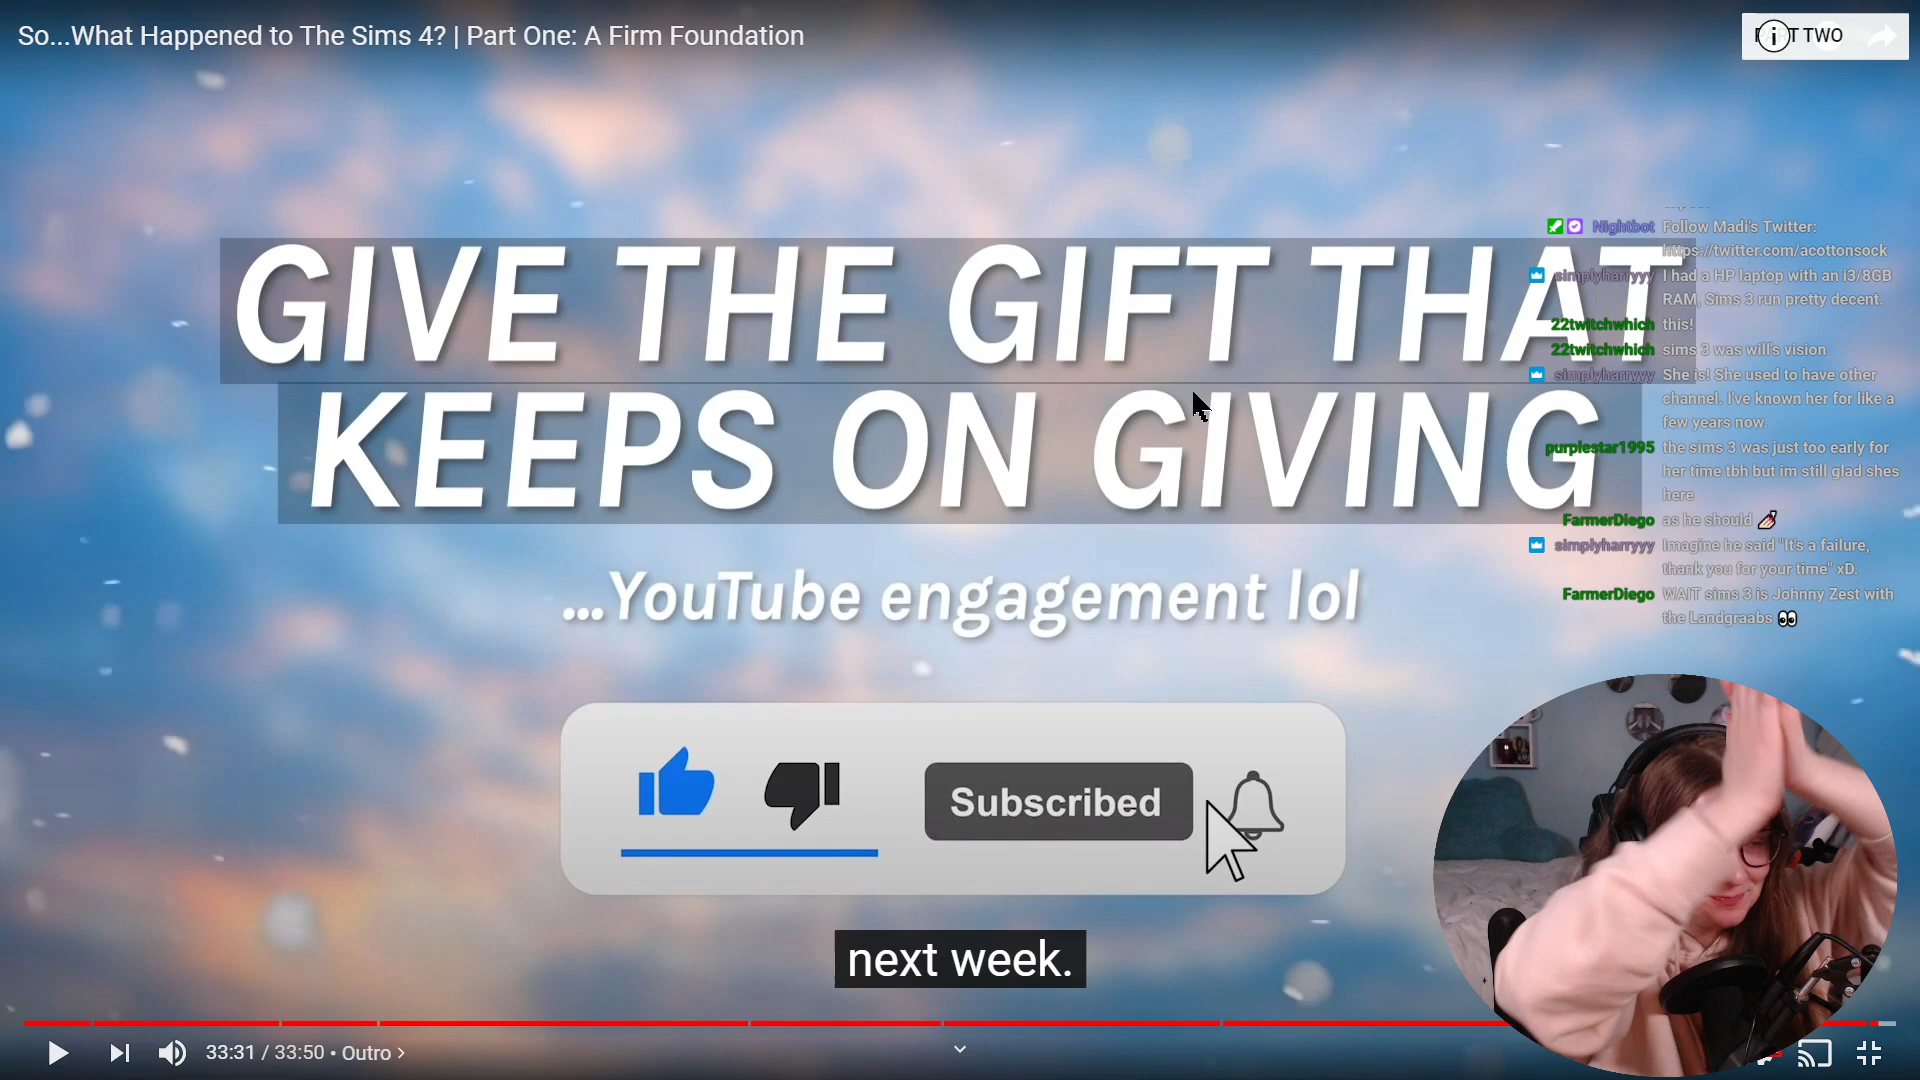 So...What Happened to The Sims 4? | Part One: A Firm Foundation
PART TWO
GIVE THE GIFT THAT
KEEPS ON GIVING
...YouTube engagement lol
Nightbot Follow Madi's Twitter:
https://twitter.com/acottonsock
simplyharryyy I had a HP laptop with an i3/8GB
RAM, Sims 3 run pretty decent.
22twitchwhich this!
22twitchwhich sims 3 was will's vision
simplyharryyy She is! She used to have other
channel. I've known her for like a
few years now.
purplestar1995 the sims 3 was just too early for
her time tbh but im still glad shes
here
FarmerDiego as he should 💅
simplyharryyy Imagine he said "It's a failure,
thank you for your time" xD.
FarmerDiego WAIT sims 3 is Johnny Zest with
the Landgraabs 👀
Subscribed
next week.
33:31 / 33:50 • Outro